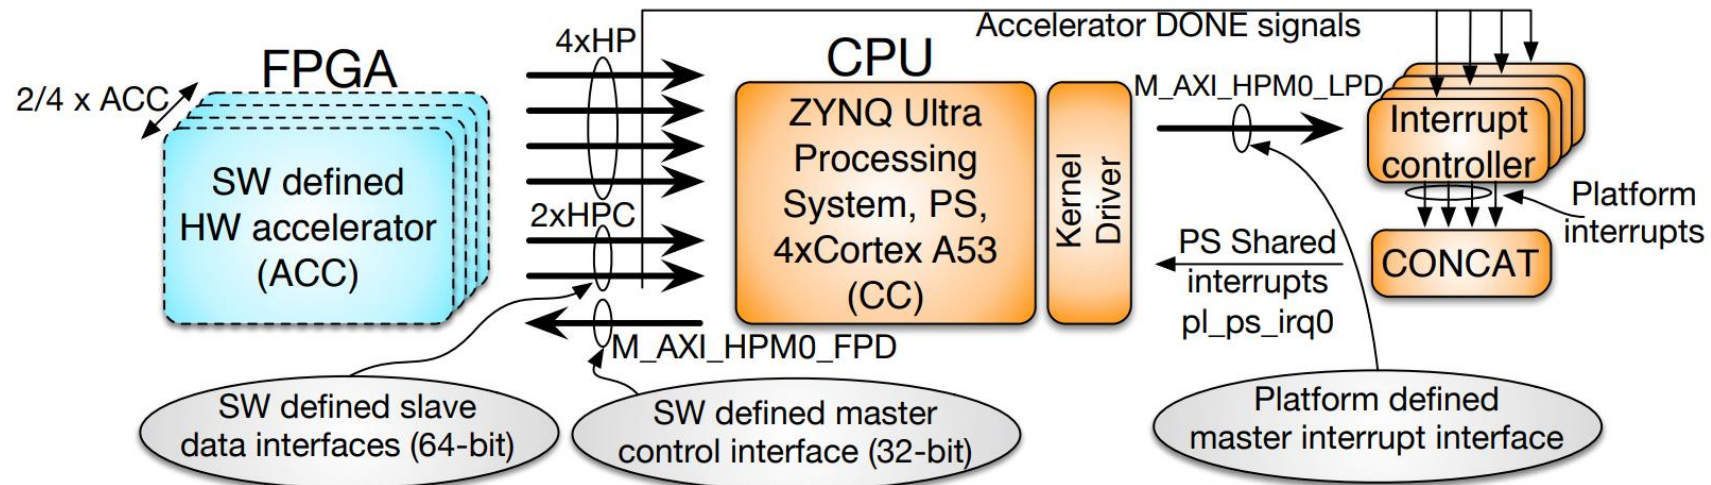 Accelerator DONE signals
4xHP
CPU
FPGA
2/4 x ACC
M_AXI_HPM0_LPD
SW defined
HW accelerator
(ACC)
ZYNQ Ultra
Processing
System, PS,
4xCortex A53
(CC)
Kernel
Driver
Interrupt
controller
2xHPC
Platform
interrupts
PS Shared
interrupts
pl_ps_irq0
CONCAT
M_AXI_HPM0_FPD
SW defined slave
data interfaces (64-bit)
SW defined master
control interface (32-bit)
Platform defined
master interrupt interface